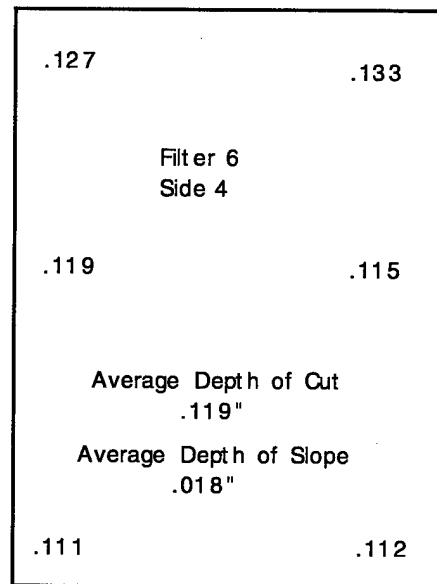 .127 .133
Filter 6
Side 4
.119 .115
Average Depth of Cut
.119"
Average Depth of Slope
.018"
.111 .112